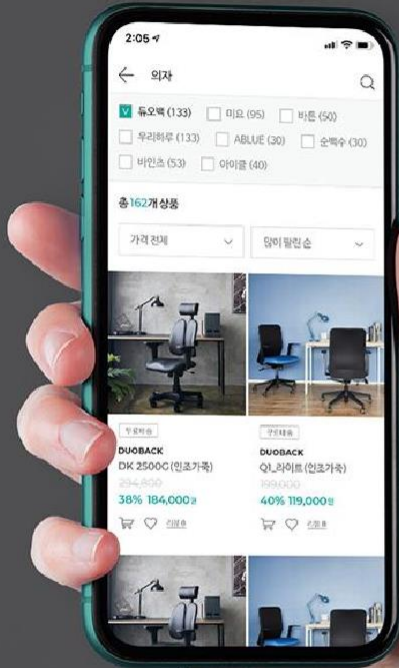 2:05
의자
듀오백 (133) 미요 (95) 바튼 (50)
우리하루 (133) ABLUE (30) 순백수 (30)
바인츠 (53) 아이클 (40)
총 162개 상품
가격 전체 많이 팔린 순
무료배송 무료배송
DUOBACK DUOBACK
DK 2500G (인조가죽) Q1_라이트 (인조가죽)
294,800 199,000
38% 184,000원 40% 119,000원